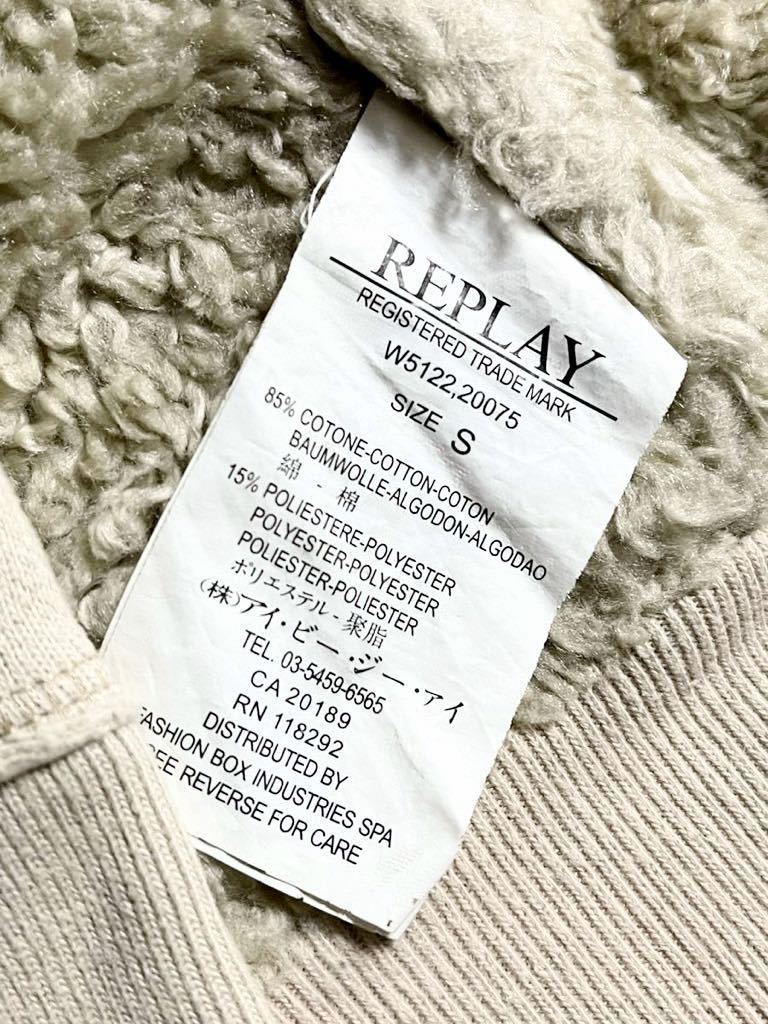 REPLAY
REGISTERED TRADE MARK
W5122,20075
SIZE S
85% COTONE-COTTON-COTON
BAUMWOLLE-ALGODON-ALGODAO
綿 - 棉
15% POLIESTERE-POLYESTER
POLYESTER-POLYESTER
POLIESTER-POLIESTER
ポリエステル - 聚脂
(株)アイ・ビー・ジー・アイ
TEL. 03-5459-6565
CA 20189
RN 118292
DISTRIBUTED BY
FASHION BOX INDUSTRIES SPA
SEE REVERSE FOR CARE